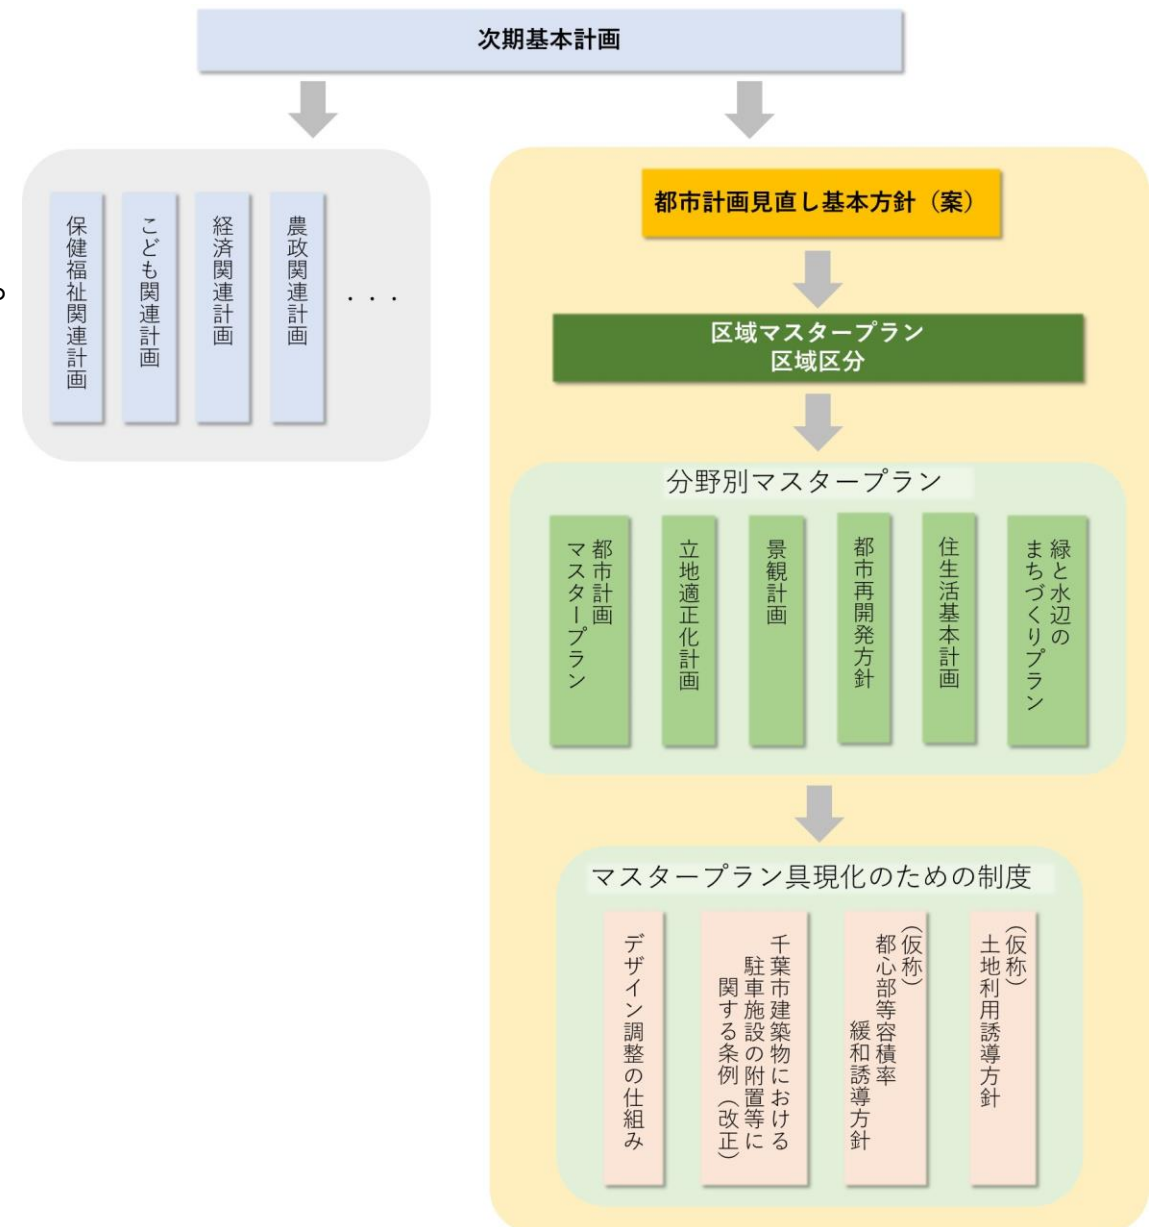 次期基本計画
保健福祉関連計画
こども関連計画
経済関連計画
農政関連計画
・・・
。
都市計画見直し基本方針（案）
区域マスタープラン
区域区分
分野別マスタープラン
都市計画
マスタープラン
立地適正化計画
景観計画
都市再開発方針
住生活基本計画
緑と水辺の
まちづくりプラン
マスタープラン具現化のための制度
デザイン調整の仕組み
千葉市建築物における
駐車施設の附置等に
関する条例（改正）
（仮称）
都心部等容積率
緩和誘導方針
（仮称）
土地利用誘導方針